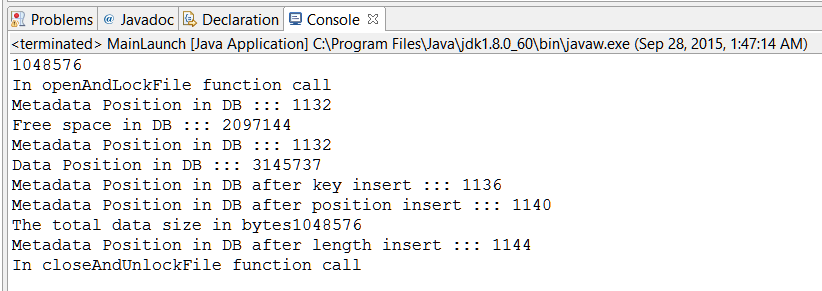 Problems @ Javadoc Declaration Console
<terminated> MainLaunch [Java Application] C:\Program Files\Java\jdk1.8.0_60\bin\javaw.exe (Sep 28, 2015, 1:47:14 AM)
1048576
In openAndLockFile function call
Metadata Position in DB ::: 1132
Free space in DB ::: 2097144
Metadata Position in DB ::: 1132
Data Position in DB ::: 3145737
Metadata Position in DB after key insert ::: 1136
Metadata Position in DB after position insert ::: 1140
The total data size in bytes1048576
Metadata Position in DB after length insert ::: 1144
In closeAndUnlockFile function call